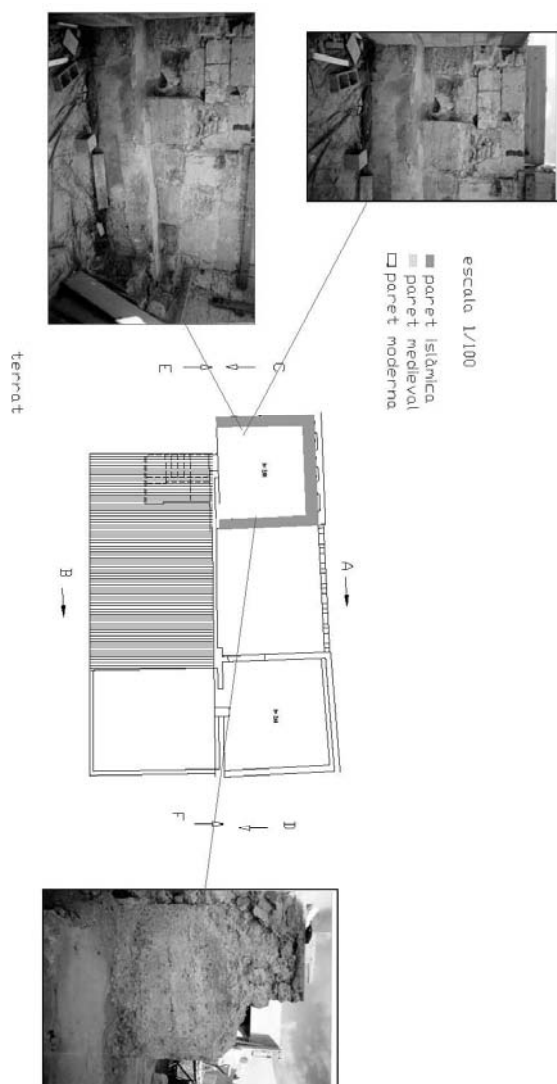 escala 1/100
paret islàmica
paret medieval
paret moderna
terrat
C
E
A
B
D
F